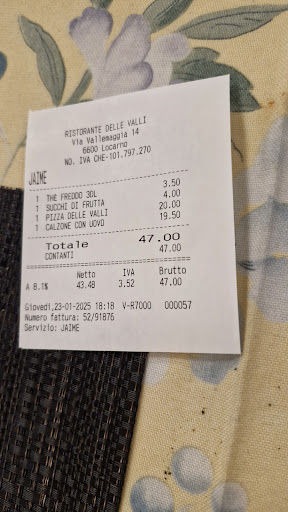 RISTORANTE DELLE VALLI
Via Vallemaggia 14
6600 Locarno
NO. IVA CHE-101.797.270
JAIME
1 THE FREDDO 3DL 3.50
1 SUCCHI DI FRUTTA 4.00
1 PIZZA DELLE VALLI 20.00
1 CALZONE CON UOVO 19.50
Totale 47.00
CONTANTI 47.00
Netto IVA Brutto
A 8.1% 43.48 3.52 47.00
Giovedi,23-01-2025 18:18 V-R7000 000057
Numero fattura: 52/91876
Servizio: JAIME